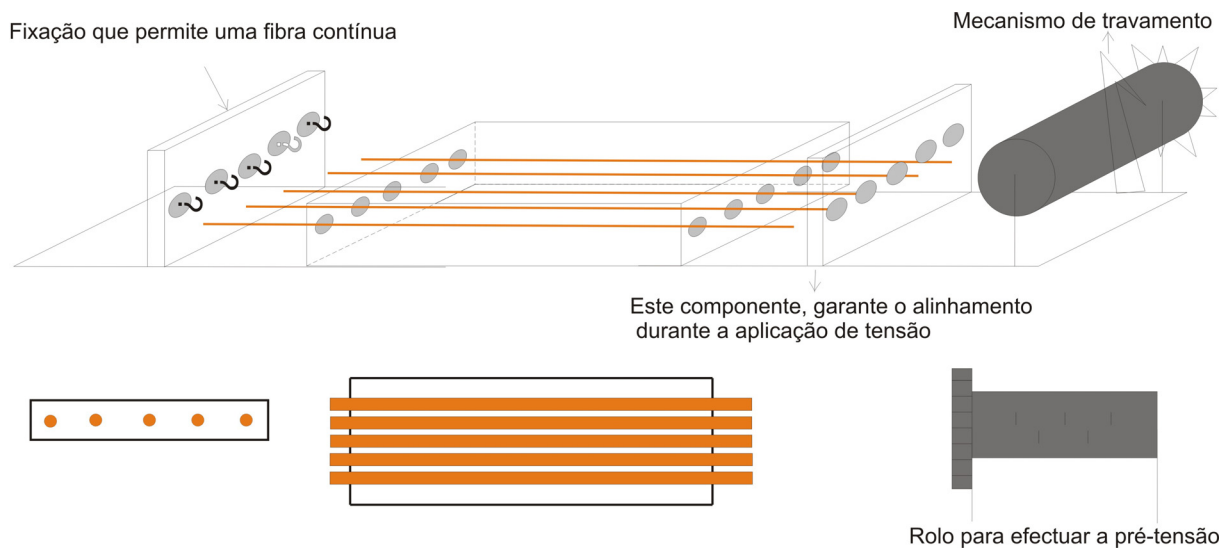 Fixação que permite uma fibra contínua
Mecanismo de travamento
Este componente, garante o alinhamento
durante a aplicação de tensão
Rolo para efectuar a pré-tensão